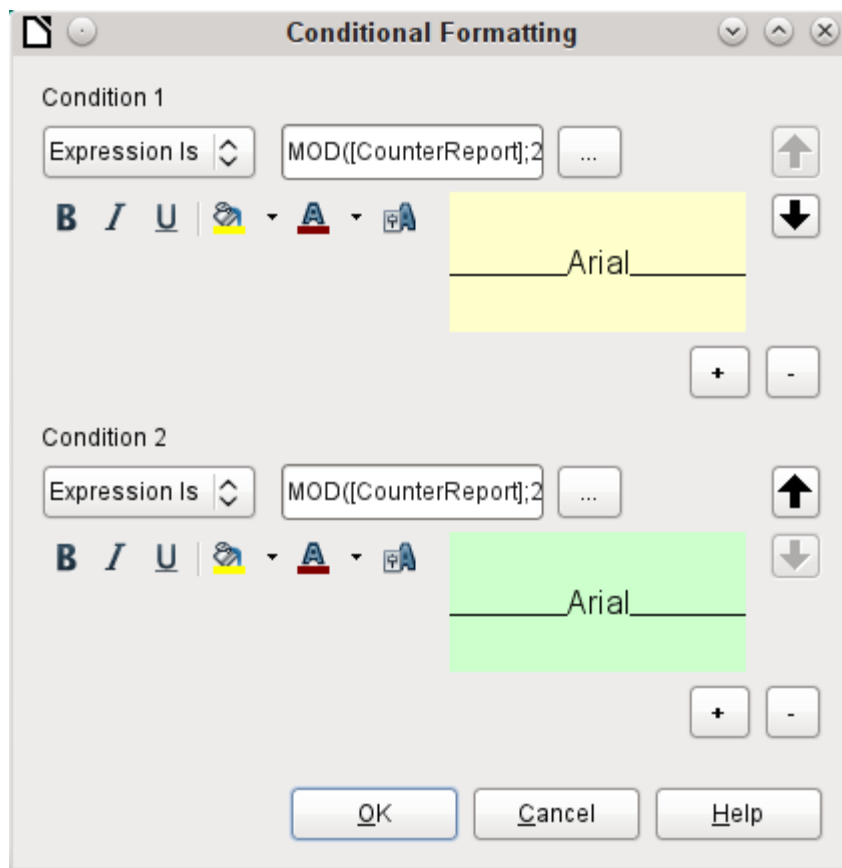 Conditional Formatting
Condition 1
Expression Is MOD([CounterReport];2 ...
B I U A A
Arial
+ -
Condition 2
Expression Is MOD([CounterReport];2 ...
B I U A A
Arial
+ -
OK Cancel Help